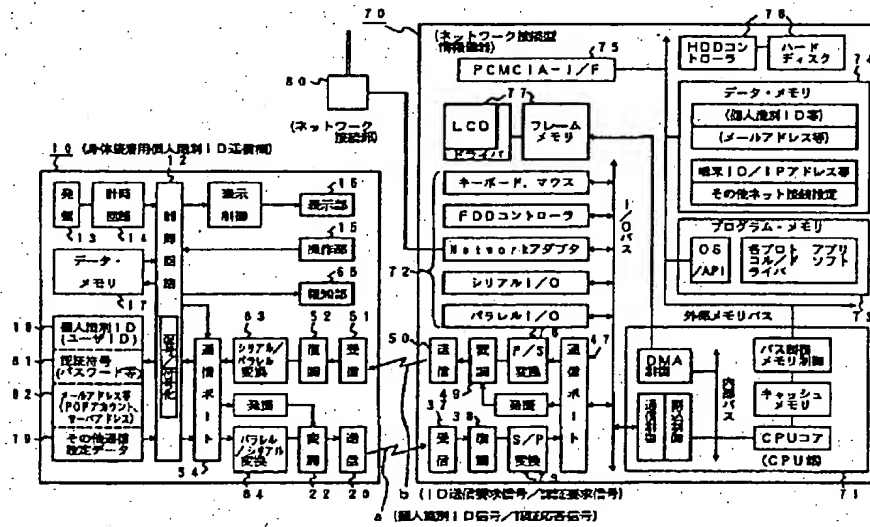 70
(ネットワーク接続型
情報機器)
75
PCMCIA-I/F
76
HDDコン
トローラ
ハード
ディスク
74
80
(ネットワーク
接続部)
77
LCD
ドライバ
フレーム
メモリ
データ・メモリ
(個人識別ID等)
(メールアドレス等)
端末ID/IPアドレス等
その他ネット接続設定
10
(身体装着用個人識別ID送信機)
12
発振
計時
回路
制御回路
表示
制御
16
表示部
13
14
15
操作部
データ・
メモリ
17
65
報知部
キーボード、マウス
FDDコントローラ
Networkアダプタ
シリアルI/O
パラレルI/O
72
I/Oバス
プログラム・メモリ
OS
/API
各プロト
コル/ド
ライバ
アプリ
ソフト
73
外部メモリバス
18
個人識別ID
(ユーザID)
81
認証符号
(パスワード等)
82
メールアドレス等
(POPアカウント、
サーバアドレス)
19
その他通信
設定データ
通信ポート
54
63
シリアル/
パラレル
変換
52
復調
51
受信
発振
パラレル
/シリアル
変換
64
変調
22
送信
20
50
送信
変調
49
P/S
変換
通信ポート
47
発振
37
受信
38
復調
S/P
変換
79
DMA
制御
内部バス
バス制御
メモリ制御
キャッシュ
メモリ
CPUコア
(CPU部)
71
b (ID送信要求信号/認証要求信号)
a (個人識別ID信号/認証応答信号)